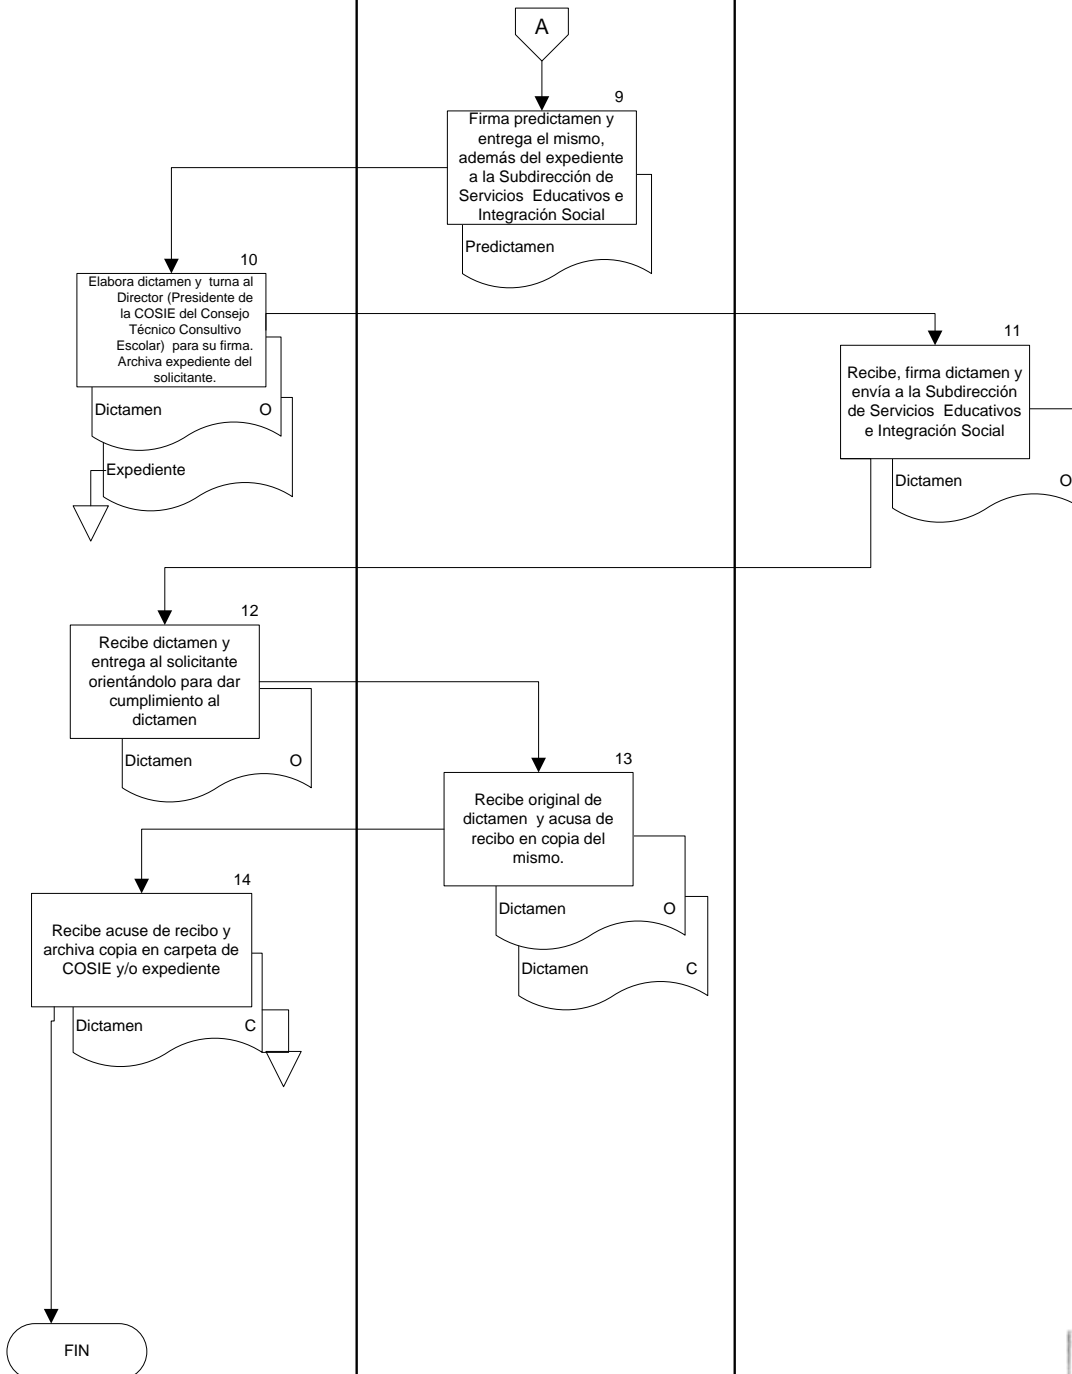 A
9
Firma predictamen y
entrega el mismo,
además del expediente
a la Subdirección de
Servicios Educativos e
Integración Social
Predictamen
10
Elabora dictamen y turna al
Director (Presidente de
la COSIE del Consejo
Técnico Consultivo
Escolar) para su firma.
Archiva expediente del
solicitante.
Dictamen O
Expediente
11
Recibe, firma dictamen y
envía a la Subdirección
de Servicios Educativos
e Integración Social
Dictamen O
12
Recibe dictamen y
entrega al solicitante
orientándolo para dar
cumplimiento al
dictamen
Dictamen O
13
Recibe original de
dictamen y acusa de
recibo en copia del
mismo.
Dictamen O
Dictamen C
14
Recibe acuse de recibo y
archiva copia en carpeta de
COSIE y/o expediente
Dictamen C
FIN